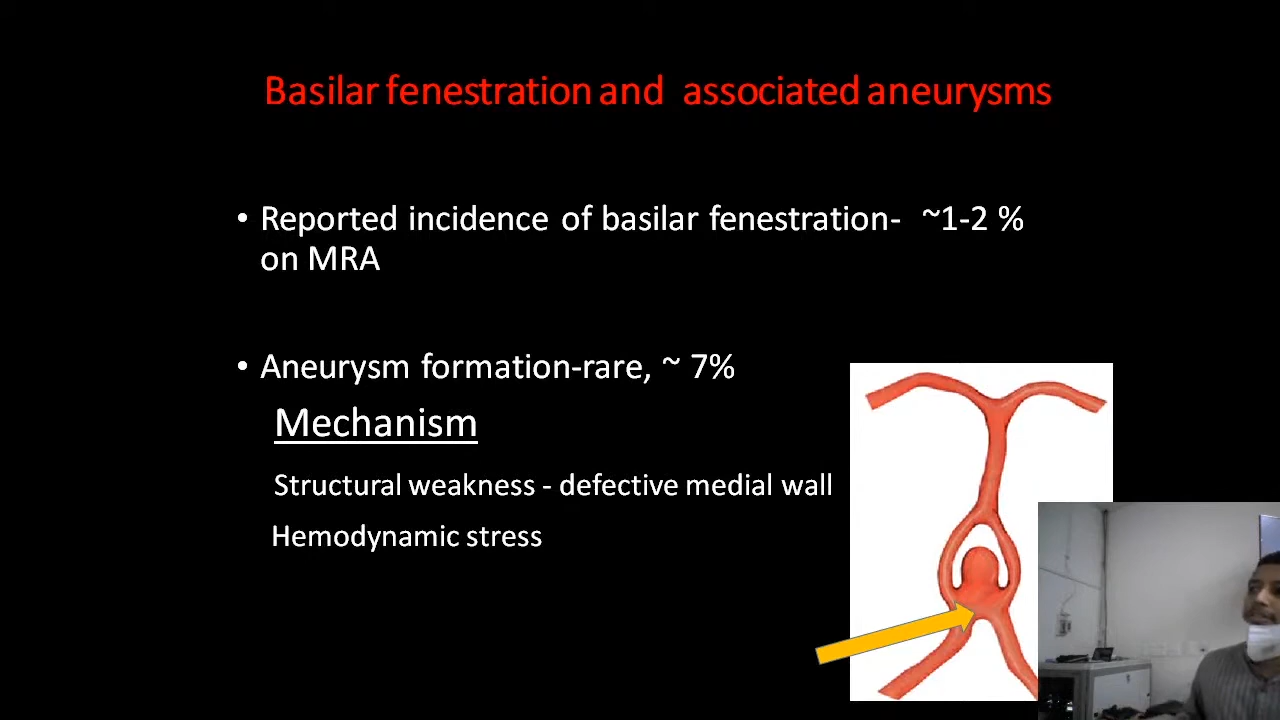 Basilar fenestration and associated aneurysms
• Reported incidence of basilar fenestration- ~1-2 %
on MRA
• Aneurysm formation-rare, ~ 7%
Mechanism
Structural weakness - defective medial wall
Hemodynamic stress